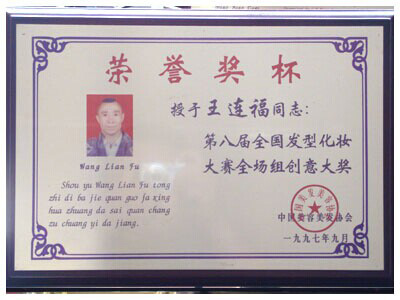 荣誉奖杯
授于王连福同志:
第八届全国发型化妆
大赛全场组创意大奖
Wang Lian Fu
Shou yu Wang Lian Fu tong
zhi di ba jie quan guo fa xing
hua zhuang da sai quan chang
zu chuang yi da jiang.
中国美容美发协会
一九九七年九月